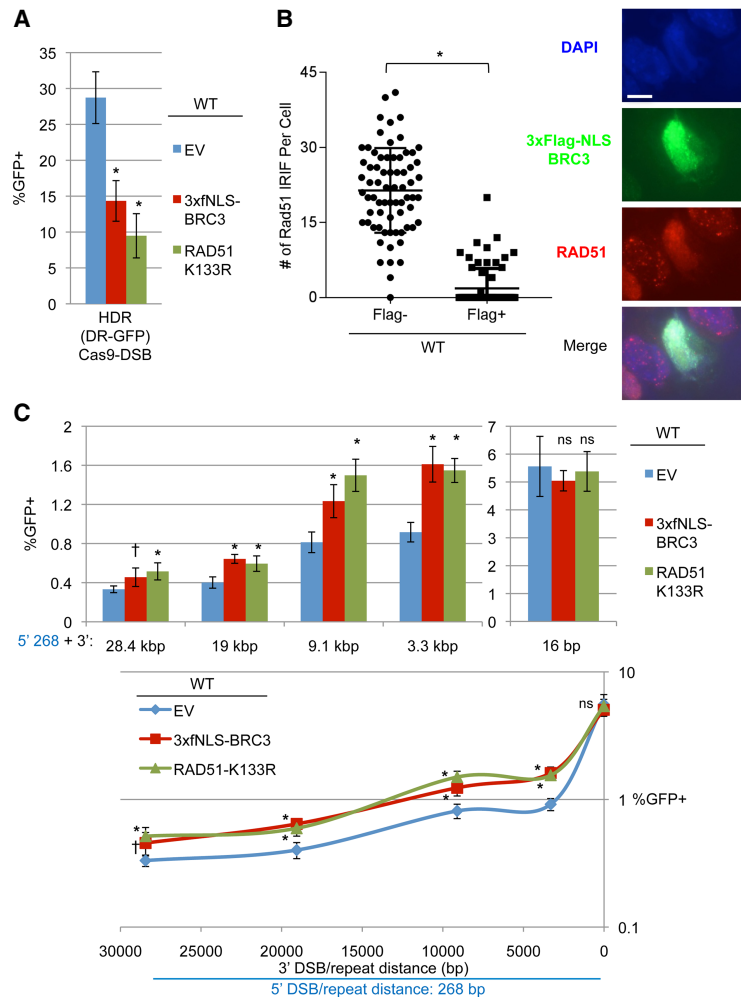 A
35
30
25
20
15
10
5
0
%GFP+
*
*
HDR
(DR-GFP)
Cas9-DSB
WT
EV
3xfNLS-
BRC3
RAD51
K133R
B
*
45
30
15
0
# of Rad51 IRIF Per Cell
Flag-
Flag+
WT
DAPI
3xFlag-NLS
BRC3
RAD51
Merge
C
2
1.6
1.2
0.8
0.4
0
%GFP+
†
*
*
*
*
*
*
*
7
6
5
4
3
2
1
0
ns
ns
WT
EV
3xfNLS-
BRC3
RAD51
K133R
5' 268 + 3':
28.4 kbp
19 kbp
9.1 kbp
3.3 kbp
16 bp
WT
EV
3xfNLS-BRC3
RAD51-K133R
*
†
*
*
*
*
*
*
ns
10
1
%GFP+
0.1
30000
25000
20000
15000
10000
5000
0
3' DSB/repeat distance (bp)
5' DSB/repeat distance: 268 bp